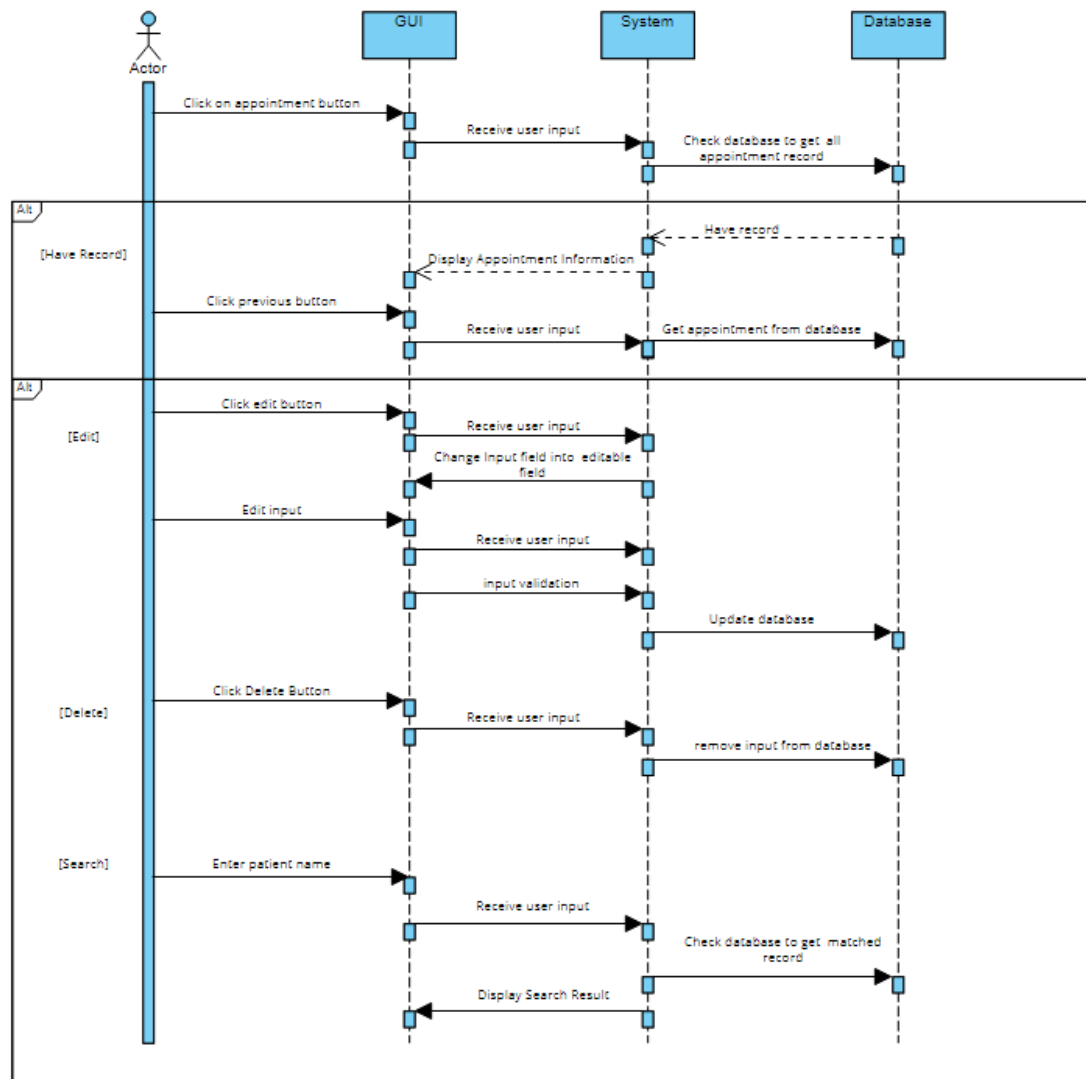 GUI
System
Database
Actor
Click on appointment button
Receive user input
Check database to get all
appointment record
Alt
[Have Record]
Have record
Display Appointment Information
Click previous button
Receive user input
Get appointment from database
Alt
[Edit]
Click edit button
Receive user input
Change Input field into editable
field
Edit input
Receive user input
input validation
Update database
[Delete]
Click Delete Button
Receive user input
remove input from database
[Search]
Enter patient name
Receive user input
Check database to get matched
record
Display Search Result